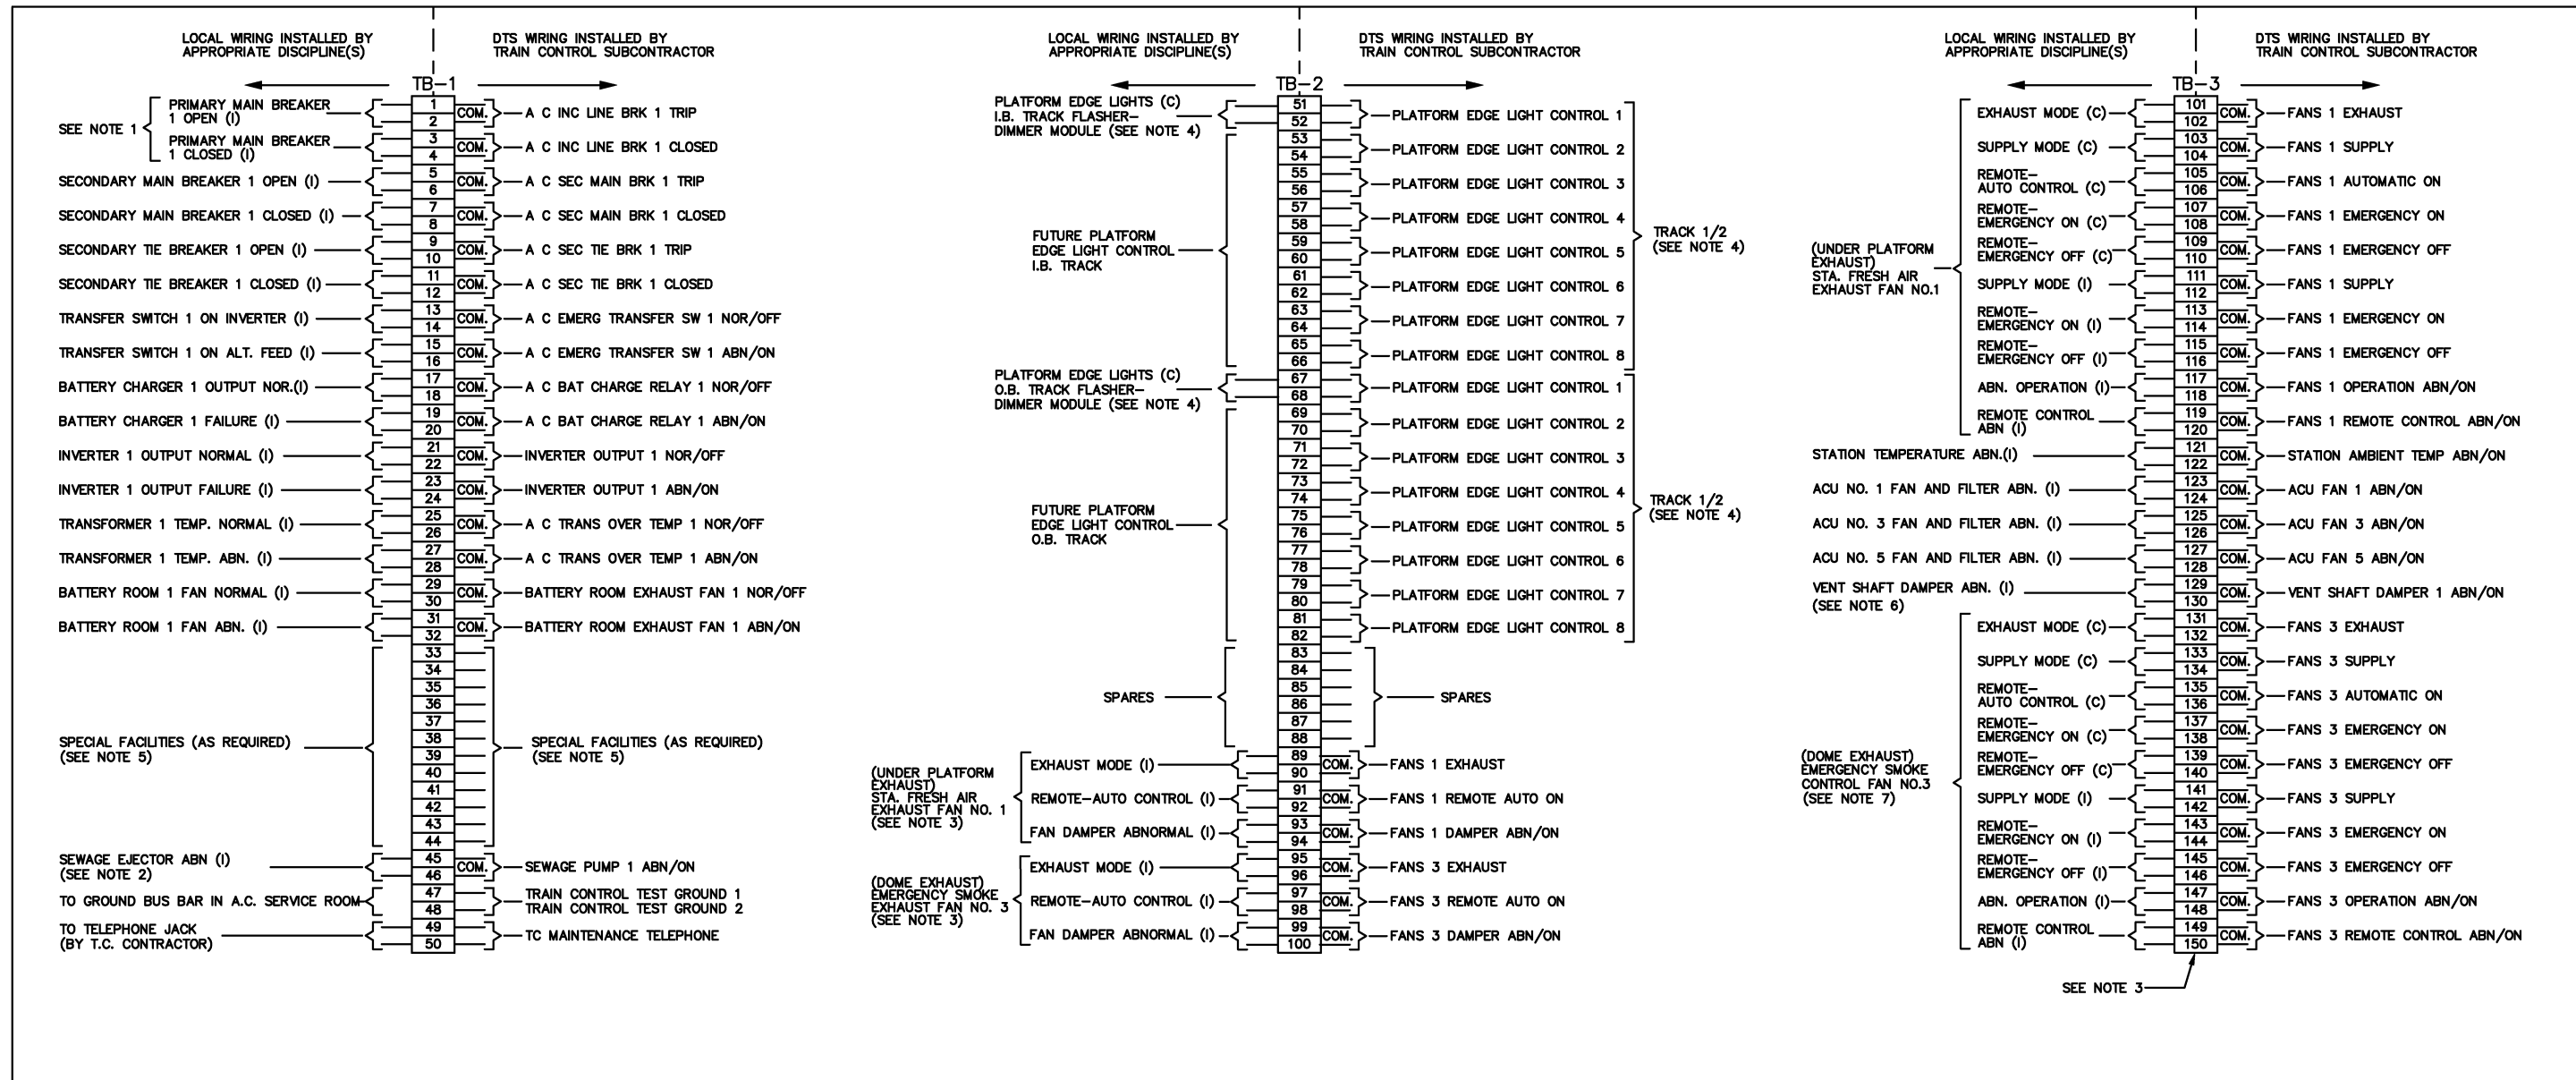 LOCAL WIRING INSTALLED BY
APPROPRIATE DISCIPLINE(S)
DTS WIRING INSTALLED BY
TRAIN CONTROL SUBCONTRACTOR
TB-1
SEE NOTE 1
PRIMARY MAIN BREAKER
1 OPEN (I)
1
2
COM.
A C INC LINE BRK 1 TRIP
PRIMARY MAIN BREAKER
1 CLOSED (I)
3
4
COM.
A C INC LINE BRK 1 CLOSED
SECONDARY MAIN BREAKER 1 OPEN (I)
5
6
COM.
A C SEC MAIN BRK 1 TRIP
SECONDARY MAIN BREAKER 1 CLOSED (I)
7
8
COM.
A C SEC MAIN BRK 1 CLOSED
SECONDARY TIE BREAKER 1 OPEN (I)
9
10
COM.
A C SEC TIE BRK 1 TRIP
SECONDARY TIE BREAKER 1 CLOSED (I)
11
12
COM.
A C SEC TIE BRK 1 CLOSED
TRANSFER SWITCH 1 ON INVERTER (I)
13
14
COM.
A C EMERG TRANSFER SW 1 NOR/OFF
TRANSFER SWITCH 1 ON ALT. FEED (I)
15
16
COM.
A C EMERG TRANSFER SW 1 ABN/ON
BATTERY CHARGER 1 OUTPUT NOR.(I)
17
18
COM.
A C BAT CHARGE RELAY 1 NOR/OFF
BATTERY CHARGER 1 FAILURE (I)
19
20
COM.
A C BAT CHARGE RELAY 1 ABN/ON
INVERTER 1 OUTPUT NORMAL (I)
21
22
COM.
INVERTER OUTPUT 1 NOR/OFF
INVERTER 1 OUTPUT FAILURE (I)
23
24
COM.
INVERTER OUTPUT 1 ABN/ON
TRANSFORMER 1 TEMP. NORMAL (I)
25
26
COM.
A C TRANS OVER TEMP 1 NOR/OFF
TRANSFORMER 1 TEMP. ABN. (I)
27
28
COM.
A C TRANS OVER TEMP 1 ABN/ON
BATTERY ROOM 1 FAN NORMAL (I)
29
30
COM.
BATTERY ROOM EXHAUST FAN 1 NOR/OFF
BATTERY ROOM 1 FAN ABN. (I)
31
32
COM.
BATTERY ROOM EXHAUST FAN 1 ABN/ON
33
34
35
36
37
38
39
40
41
42
43
44
SPECIAL FACILITIES (AS REQUIRED)
(SEE NOTE 5)
SPECIAL FACILITIES (AS REQUIRED)
(SEE NOTE 5)
SEWAGE EJECTOR ABN (I)
(SEE NOTE 2)
45
46
COM.
SEWAGE PUMP 1 ABN/ON
TO GROUND BUS BAR IN A.C. SERVICE ROOM
47
48
TRAIN CONTROL TEST GROUND 1
TRAIN CONTROL TEST GROUND 2
TO TELEPHONE JACK
(BY T.C. CONTRACTOR)
49
50
TC MAINTENANCE TELEPHONE
LOCAL WIRING INSTALLED BY
APPROPRIATE DISCIPLINE(S)
DTS WIRING INSTALLED BY
TRAIN CONTROL SUBCONTRACTOR
TB-2
PLATFORM EDGE LIGHTS (C)
I.B. TRACK FLASHER-
DIMMER MODULE (SEE NOTE 4)
51
52
PLATFORM EDGE LIGHT CONTROL 1
53
54
PLATFORM EDGE LIGHT CONTROL 2
55
56
PLATFORM EDGE LIGHT CONTROL 3
57
58
PLATFORM EDGE LIGHT CONTROL 4
FUTURE PLATFORM
EDGE LIGHT CONTROL
I.B. TRACK
59
60
PLATFORM EDGE LIGHT CONTROL 5
TRACK 1/2
(SEE NOTE 4)
61
62
PLATFORM EDGE LIGHT CONTROL 6
63
64
PLATFORM EDGE LIGHT CONTROL 7
65
66
PLATFORM EDGE LIGHT CONTROL 8
PLATFORM EDGE LIGHTS (C)
O.B. TRACK FLASHER-
DIMMER MODULE (SEE NOTE 4)
67
68
PLATFORM EDGE LIGHT CONTROL 1
69
70
PLATFORM EDGE LIGHT CONTROL 2
71
72
PLATFORM EDGE LIGHT CONTROL 3
73
74
PLATFORM EDGE LIGHT CONTROL 4
TRACK 1/2
(SEE NOTE 4)
FUTURE PLATFORM
EDGE LIGHT CONTROL
O.B. TRACK
75
76
PLATFORM EDGE LIGHT CONTROL 5
77
78
PLATFORM EDGE LIGHT CONTROL 6
79
80
PLATFORM EDGE LIGHT CONTROL 7
81
82
PLATFORM EDGE LIGHT CONTROL 8
83
84
85
86
87
88
SPARES
SPARES
(UNDER PLATFORM
EXHAUST)
STA. FRESH AIR
EXHAUST FAN NO. 1
(SEE NOTE 3)
EXHAUST MODE (I)
89
90
COM.
FANS 1 EXHAUST
REMOTE-AUTO CONTROL (I)
91
92
COM.
FANS 1 REMOTE AUTO ON
FAN DAMPER ABNORMAL (I)
93
94
COM.
FANS 1 DAMPER ABN/ON
(DOME EXHAUST)
EMERGENCY SMOKE
EXHAUST FAN NO. 3
(SEE NOTE 3)
EXHAUST MODE (I)
95
96
COM.
FANS 3 EXHAUST
REMOTE-AUTO CONTROL (I)
97
98
COM.
FANS 3 REMOTE AUTO ON
FAN DAMPER ABNORMAL (I)
99
100
COM.
FANS 3 DAMPER ABN/ON
LOCAL WIRING INSTALLED BY
APPROPRIATE DISCIPLINE(S)
DTS WIRING INSTALLED BY
TRAIN CONTROL SUBCONTRACTOR
TB-3
(UNDER PLATFORM
EXHAUST)
STA. FRESH AIR
EXHAUST FAN NO.1
EXHAUST MODE (C)
101
102
COM.
FANS 1 EXHAUST
SUPPLY MODE (C)
103
104
COM.
FANS 1 SUPPLY
REMOTE-
AUTO CONTROL (C)
105
106
COM.
FANS 1 AUTOMATIC ON
REMOTE-
EMERGENCY ON (C)
107
108
COM.
FANS 1 EMERGENCY ON
REMOTE-
EMERGENCY OFF (C)
109
110
COM.
FANS 1 EMERGENCY OFF
SUPPLY MODE (I)
111
112
COM.
FANS 1 SUPPLY
REMOTE-
EMERGENCY ON (I)
113
114
COM.
FANS 1 EMERGENCY ON
REMOTE-
EMERGENCY OFF (I)
115
116
COM.
FANS 1 EMERGENCY OFF
ABN. OPERATION (I)
117
118
COM.
FANS 1 OPERATION ABN/ON
REMOTE CONTROL
ABN (I)
119
120
COM.
FANS 1 REMOTE CONTROL ABN/ON
STATION TEMPERATURE ABN.(I)
121
122
COM.
STATION AMBIENT TEMP ABN/ON
ACU NO. 1 FAN AND FILTER ABN. (I)
123
124
COM.
ACU FAN 1 ABN/ON
ACU NO. 3 FAN AND FILTER ABN. (I)
125
126
COM.
ACU FAN 3 ABN/ON
ACU NO. 5 FAN AND FILTER ABN. (I)
127
128
COM.
ACU FAN 5 ABN/ON
VENT SHAFT DAMPER ABN. (I)
(SEE NOTE 6)
129
130
COM.
VENT SHAFT DAMPER 1 ABN/ON
(DOME EXHAUST)
EMERGENCY SMOKE
CONTROL FAN NO.3
(SEE NOTE 7)
EXHAUST MODE (C)
131
132
COM.
FANS 3 EXHAUST
SUPPLY MODE (C)
133
134
COM.
FANS 3 SUPPLY
REMOTE-
AUTO CONTROL (C)
135
136
COM.
FANS 3 AUTOMATIC ON
REMOTE-
EMERGENCY ON (C)
137
138
COM.
FANS 3 EMERGENCY ON
REMOTE-
EMERGENCY OFF (C)
139
140
COM.
FANS 3 EMERGENCY OFF
SUPPLY MODE (I)
141
142
COM.
FANS 3 SUPPLY
REMOTE-
EMERGENCY ON (I)
143
144
COM.
FANS 3 EMERGENCY ON
REMOTE-
EMERGENCY OFF (I)
145
146
COM.
FANS 3 EMERGENCY OFF
ABN. OPERATION (I)
147
148
COM.
FANS 3 OPERATION ABN/ON
REMOTE CONTROL
ABN (I)
149
150
COM.
FANS 3 REMOTE CONTROL ABN/ON
SEE NOTE 3